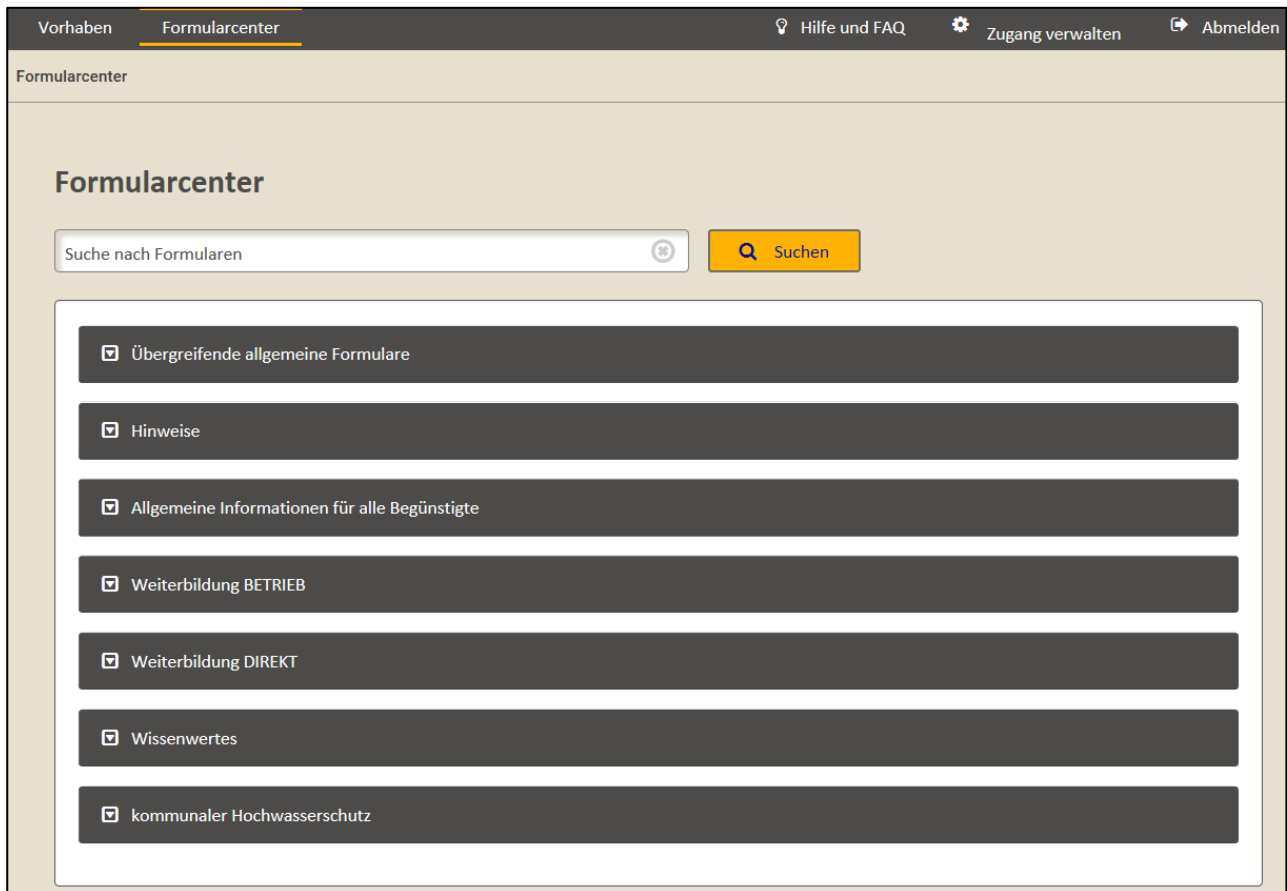 Vorhaben Formularcenter Hilfe und FAQ Zugang verwalten Abmelden
Formularcenter
Formularcenter
Suche nach Formularen Suchen
Übergreifende allgemeine Formulare
Hinweise
Allgemeine Informationen für alle Begünstigte
Weiterbildung BETRIEB
Weiterbildung DIREKT
Wissenwertes
kommunaler Hochwasserschutz